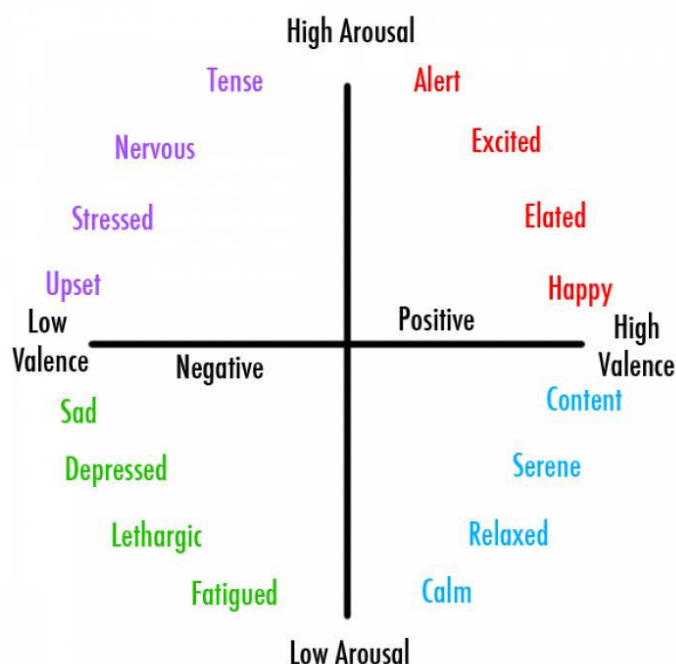 High Arousal
Tense
Alert
Nervous
Excited
Stressed
Elated
Upset
Happy
Low
Valence
Negative
Positive
High
Valence
Sad
Content
Depressed
Serene
Lethargic
Relaxed
Fatigued
Calm
Low Arousal